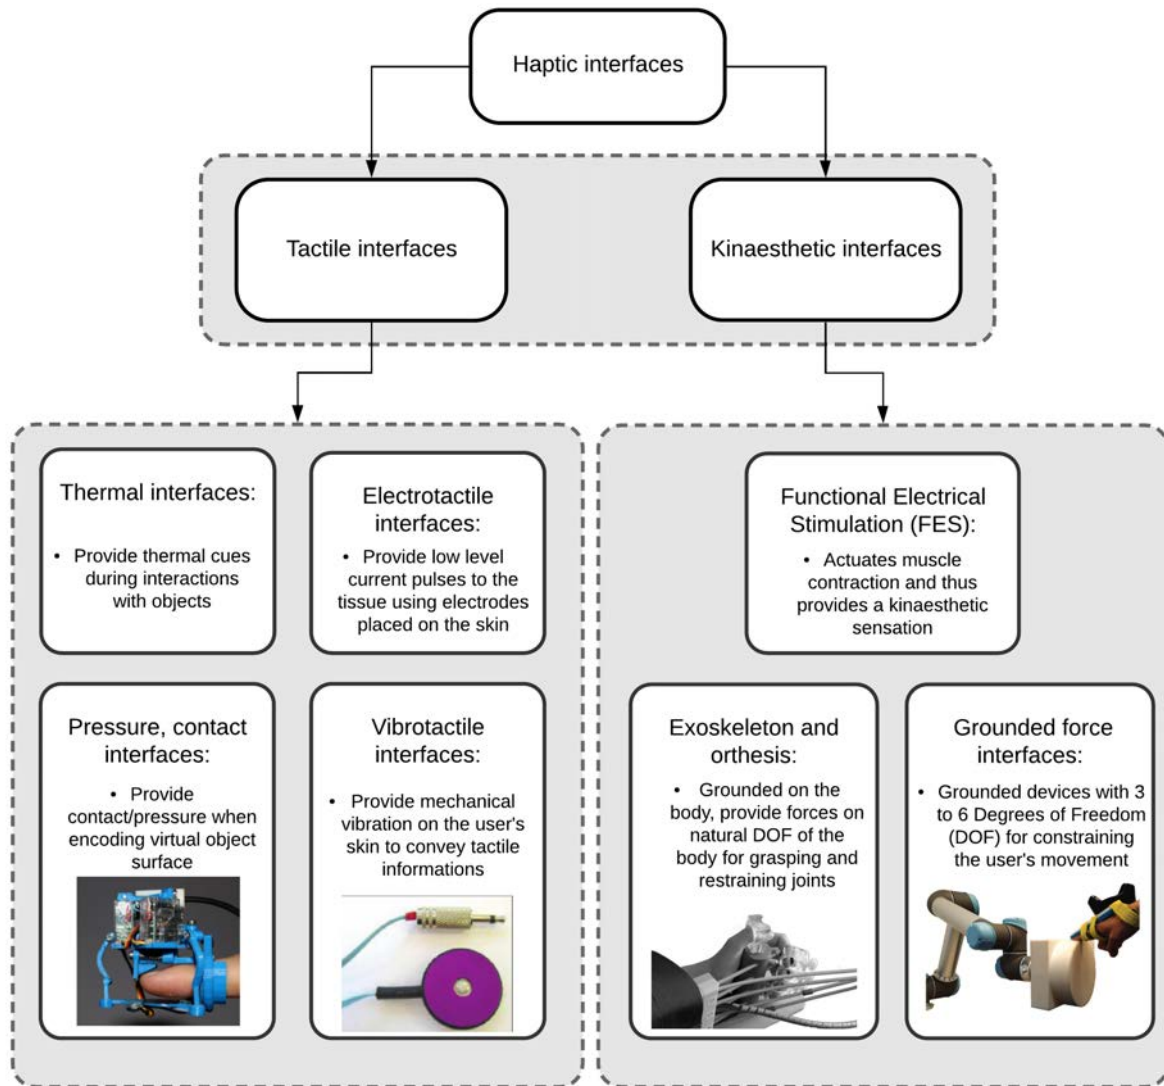 Haptic interfaces
Tactile interfaces
Kinaesthetic interfaces
Thermal interfaces:
• Provide thermal cues
during interactions
with objects
Electrotactile
interfaces:
• Provide low level
current pulses to the
tissue using electrodes
placed on the skin
Pressure, contact
interfaces:
• Provide
contact/pressure when
encoding virtual object
surface
Vibrotactile
interfaces:
• Provide mechanical
vibration on the user's
skin to convey tactile
informations
Functional Electrical
Stimulation (FES):
• Actuates muscle
contraction and thus
provides a kinaesthetic
sensation
Exoskeleton and
orthesis:
• Grounded on the
body, provide forces on
natural DOF of the
body for grasping and
restraining joints
Grounded force
interfaces:
• Grounded devices with 3
to 6 Degrees of Freedom
(DOF) for constraining
the user's movement